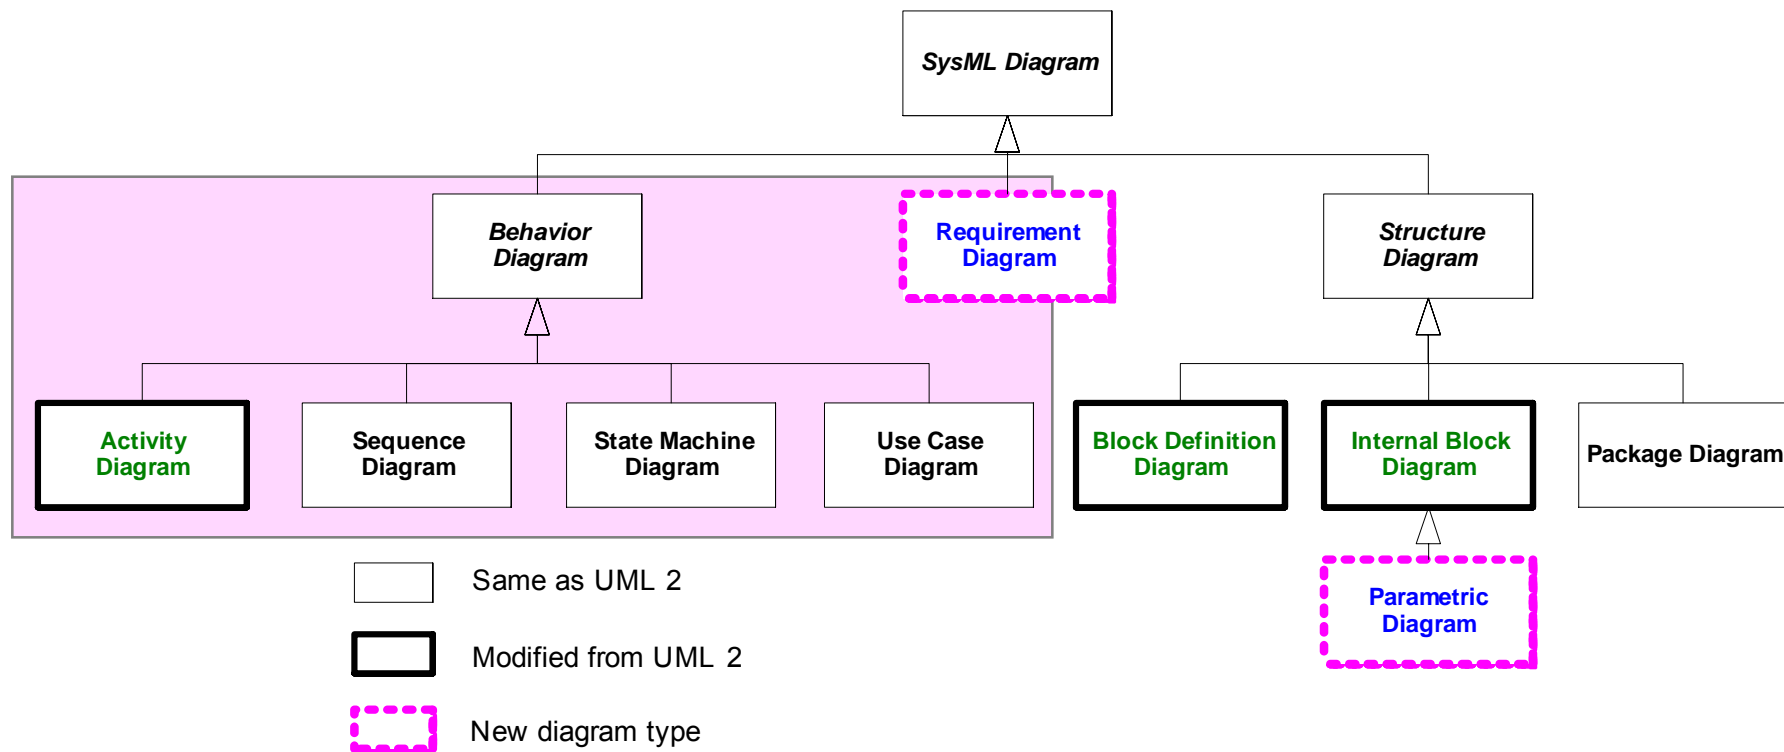 SysML Diagram
Behavior
Diagram
Requirement
Diagram
Structure
Diagram
Activity
Diagram
Sequence
Diagram
State Machine
Diagram
Use Case
Diagram
Block Definition
Diagram
Internal Block
Diagram
Package Diagram
Same as UML 2
Modified from UML 2
Parametric
Diagram
New diagram type